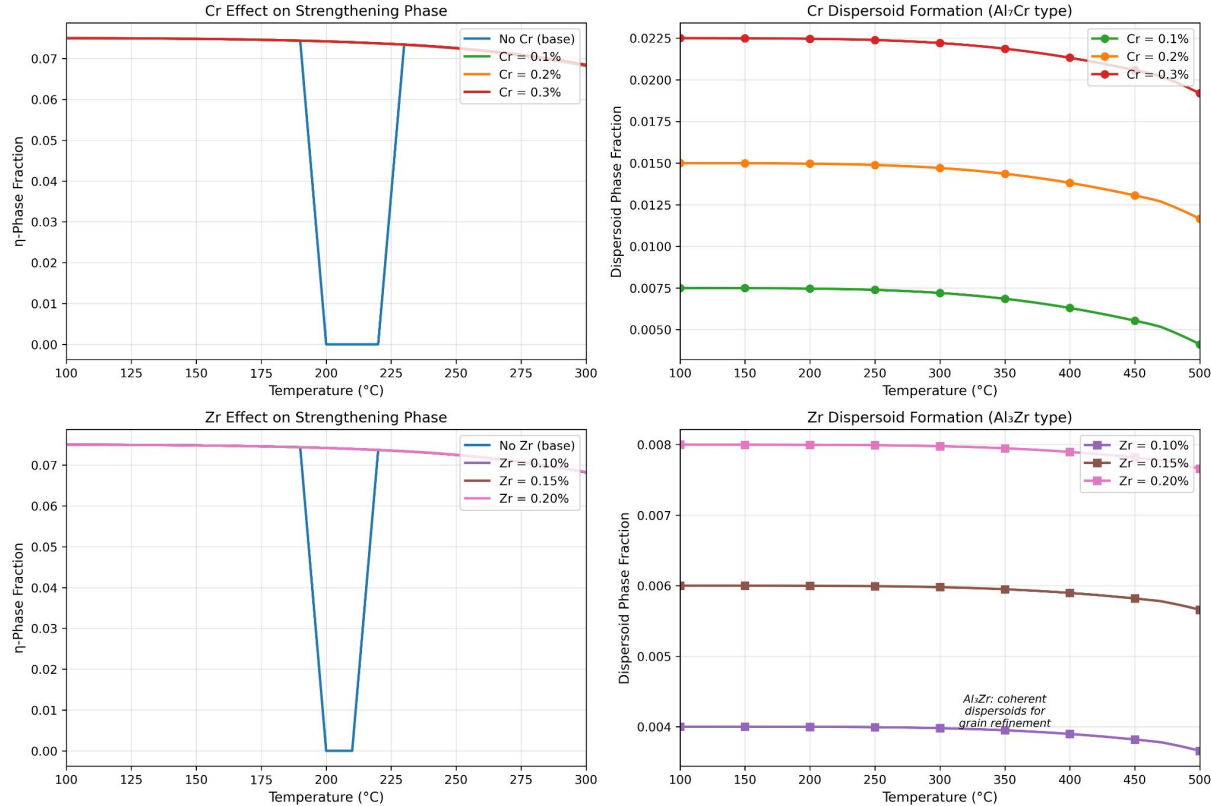 Cr Effect on Strengthening Phase
η-Phase Fraction
0.07
0.06
0.05
0.04
0.03
0.02
0.01
0.00
No Cr (base)
Cr = 0.1%
Cr = 0.2%
Cr = 0.3%
100 125 150 175 200 225 250 275 300
Temperature (°C)
Cr Dispersoid Formation (Al₇Cr type)
Dispersoid Phase Fraction
0.0225
0.0200
0.0175
0.0150
0.0125
0.0100
0.0075
0.0050
Cr = 0.1%
Cr = 0.2%
Cr = 0.3%
100 150 200 250 300 350 400 450 500
Temperature (°C)
Zr Effect on Strengthening Phase
η-Phase Fraction
0.07
0.06
0.05
0.04
0.03
0.02
0.01
0.00
No Zr (base)
Zr = 0.10%
Zr = 0.15%
Zr = 0.20%
100 125 150 175 200 225 250 275 300
Temperature (°C)
Zr Dispersoid Formation (Al₃Zr type)
Dispersoid Phase Fraction
0.008
0.007
0.006
0.005
0.004
Zr = 0.10%
Zr = 0.15%
Zr = 0.20%
Al₃Zr: coherent
dispersoids for
grain refinement
100 150 200 250 300 350 400 450 500
Temperature (°C)